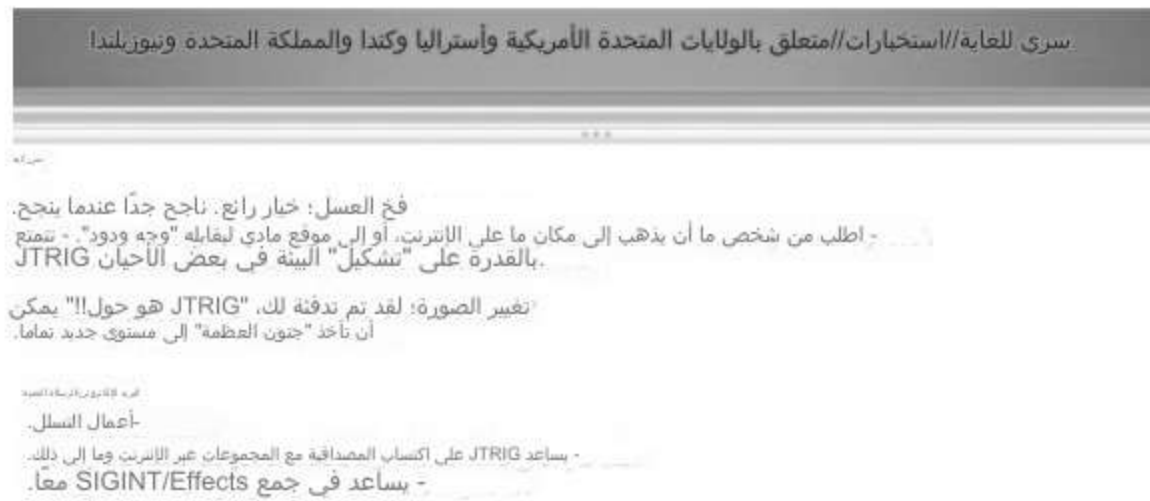 سري للغاية//استخبارات//متعلق بالولايات المتحدة الأمريكية وأستراليا وكندا والمملكة المتحدة ونيوزيلندا
فخ العسل؛ خيار رائع. ناجح جدًا عندما ينجح.
- اطلب من شخص ما أن يذهب إلى مكان ما على الإنترنت، أو إلى موقع مادي ليقابله "وجه ودود". - تتمتع
JTRIG بالقدرة على "تشكيل" البيئة في بعض الأحيان.
تغيير الصورة؛ لقد تم تدفئة لك، "JTRIG هو حول!!" يمكن
أن تأخذ "جنون العظمة" إلى مستوى جديد تماما.
-أعمال التسلل.
- يساعد JTRIG على اكتساب المصداقية مع المجموعات عبر الإنترنت وما إلى ذلك.
- يساعد في جمع SIGINT/Effects معًا.